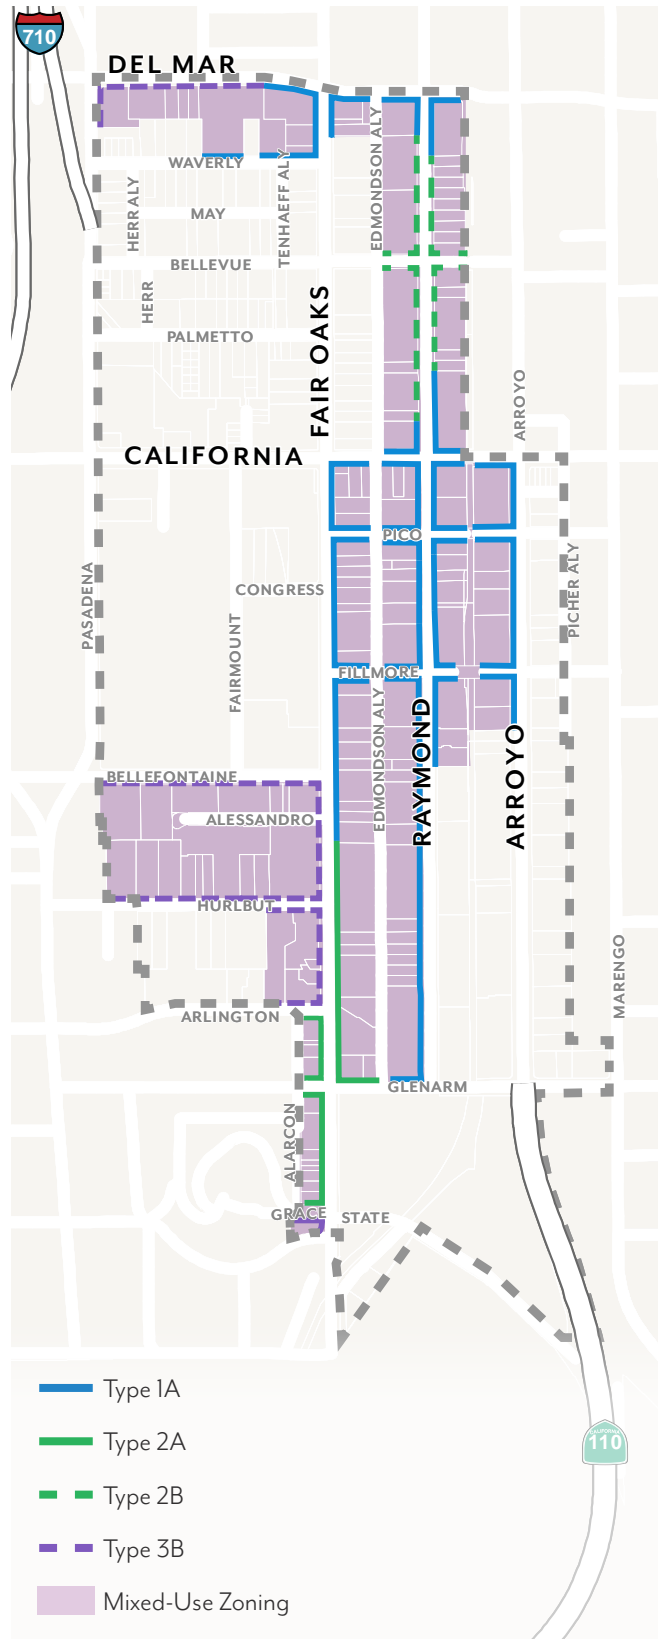 710
DEL MAR
WAVERLY
HERR ALY
MAY
TENHAEFF ALY
EDMONDSON ALY
BELLEVUE
HERR
PALMETTO
FAIR OAKS
ARROYO
CALIFORNIA
PICO
PASADENA
CONGRESS
PICHER ALY
FAIRMOUNT
FILLMORE
EDMONDSON ALY
RAYMOND
ARROYO
BELLEFONTAINE
ALESSANDRO
HURLBUT
MARENGO
ARLINGTON
GLENARM
ALARCON
GRACE
STATE
Type 1A
Type 2A
CALIFORNIA
110
Type 2B
Type 3B
Mixed-Use Zoning